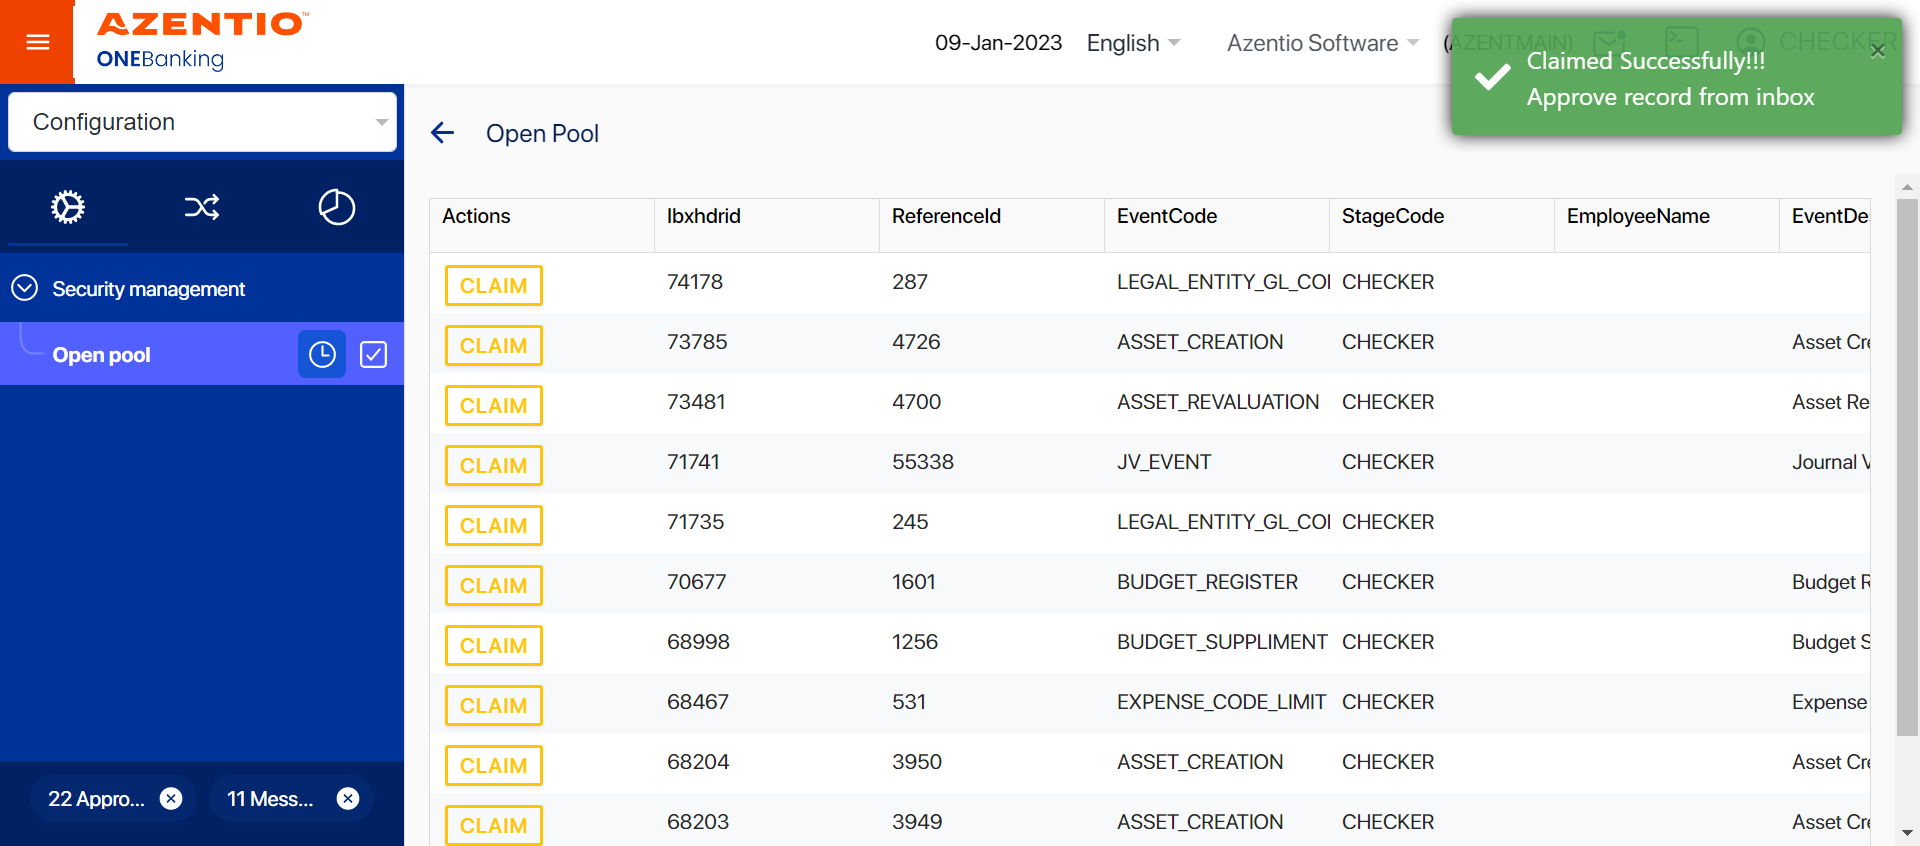 AZENTIO™
ONEBanking
09-Jan-2023 English Azentio Software (AZENTMAIN) CHECKER
Claimed Successfully!!!
Approve record from inbox
Configuration
Open Pool
Security management
Open pool
Actions Ibxhdrid ReferenceId EventCode StageCode EmployeeName EventDe
CLAIM 74178 287 LEGAL_ENTITY_GL_COI CHECKER
CLAIM 73785 4726 ASSET_CREATION CHECKER Asset Cre
CLAIM 73481 4700 ASSET_REVALUATION CHECKER Asset Re
CLAIM 71741 55338 JV_EVENT CHECKER Journal V
CLAIM 71735 245 LEGAL_ENTITY_GL_COI CHECKER
CLAIM 70677 1601 BUDGET_REGISTER CHECKER Budget R
CLAIM 68998 1256 BUDGET_SUPPLIMENT CHECKER Budget S
CLAIM 68467 531 EXPENSE_CODE_LIMIT CHECKER Expense
CLAIM 68204 3950 ASSET_CREATION CHECKER Asset Cre
CLAIM 68203 3949 ASSET_CREATION CHECKER Asset Cre
22 Appro... 11 Mess...